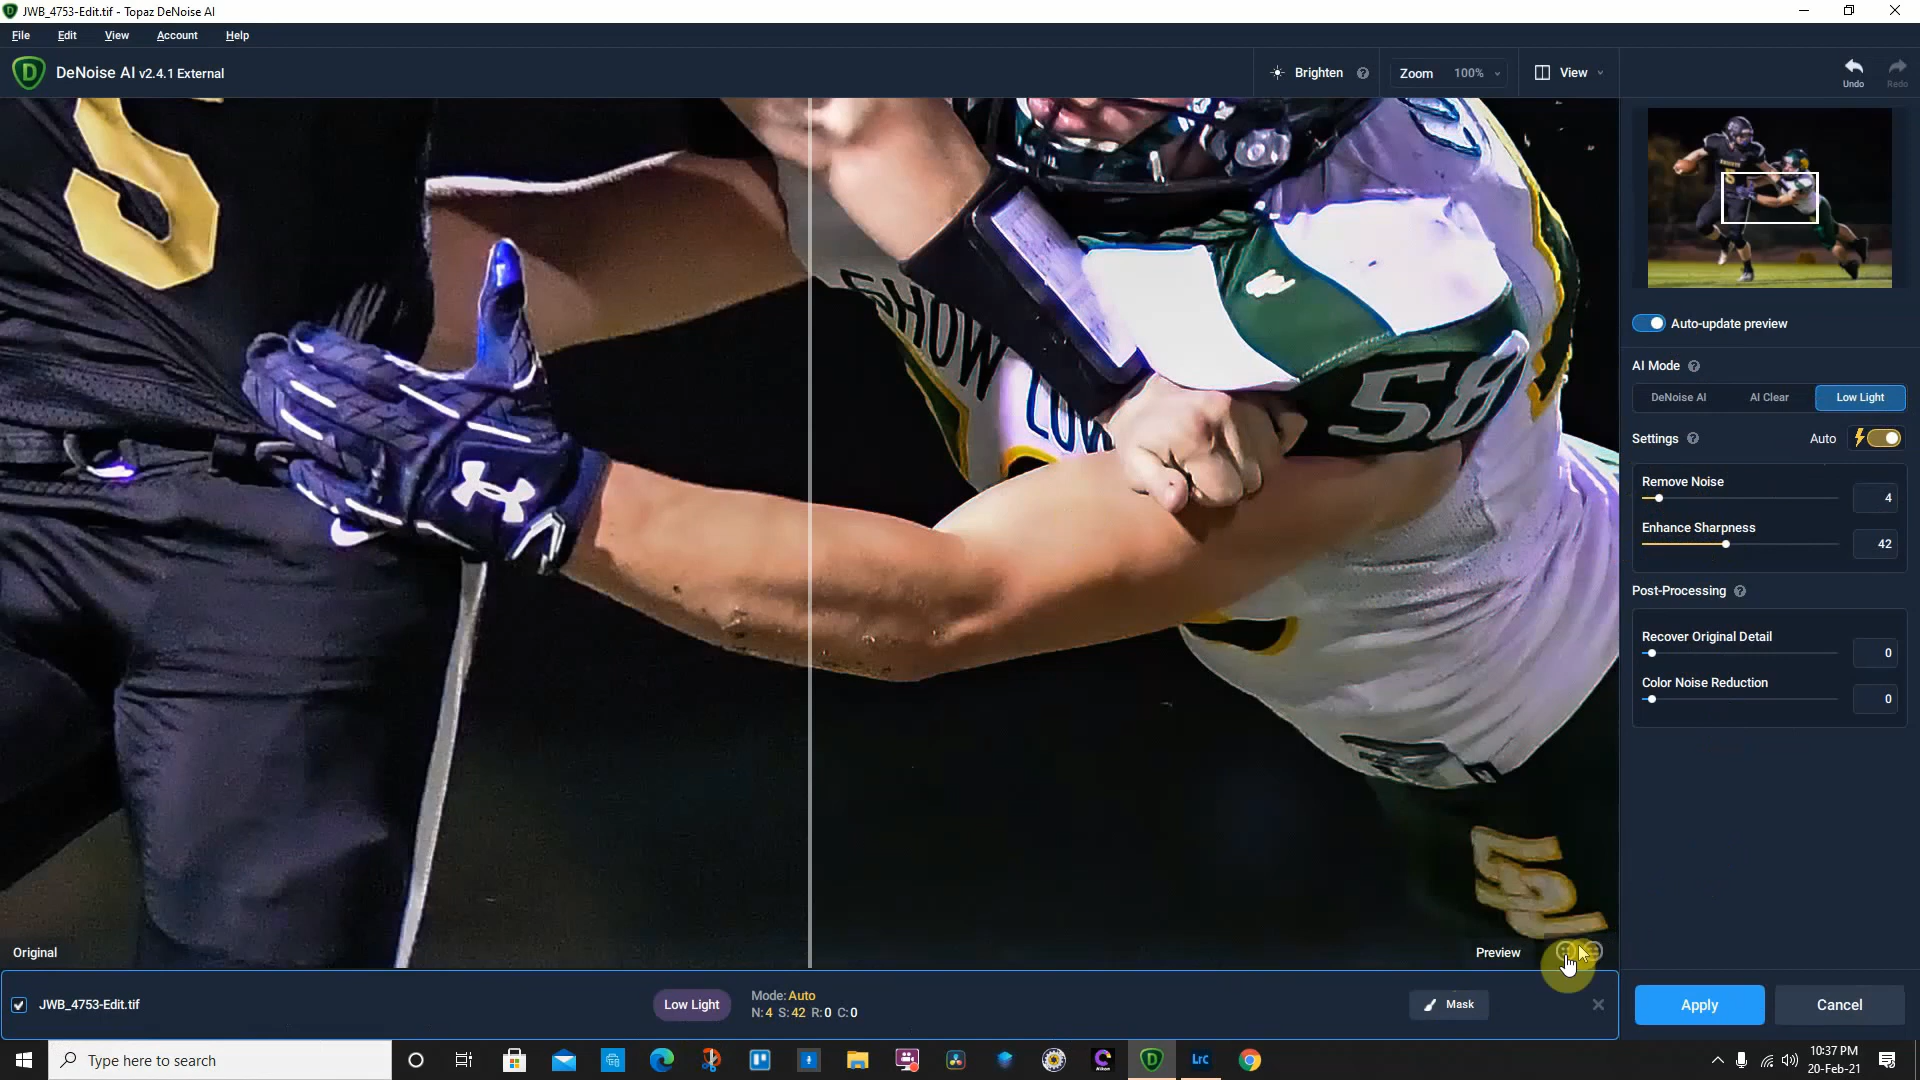 JWB_4753-Edit.tif - Topaz DeNoise AI
File Edit View Account Help
DeNoise AI v2.4.1 External
Brighten
Zoom 100%
View
Undo
Redo
S
SHOW
LOW
58
Auto-update preview
AI Mode
DeNoise AI AI Clear Low Light
Settings Auto
Remove Noise
4
Enhance Sharpness
42
Post-Processing
Recover Original Detail
0
Color Noise Reduction
0
Original
Preview
JWB_4753-Edit.tif
Low Light
Mode: Auto
N:4 S:42 R:0 C:0
Mask
Apply
Cancel
Type here to search
Lrc
10:37 PM
20-Feb-21